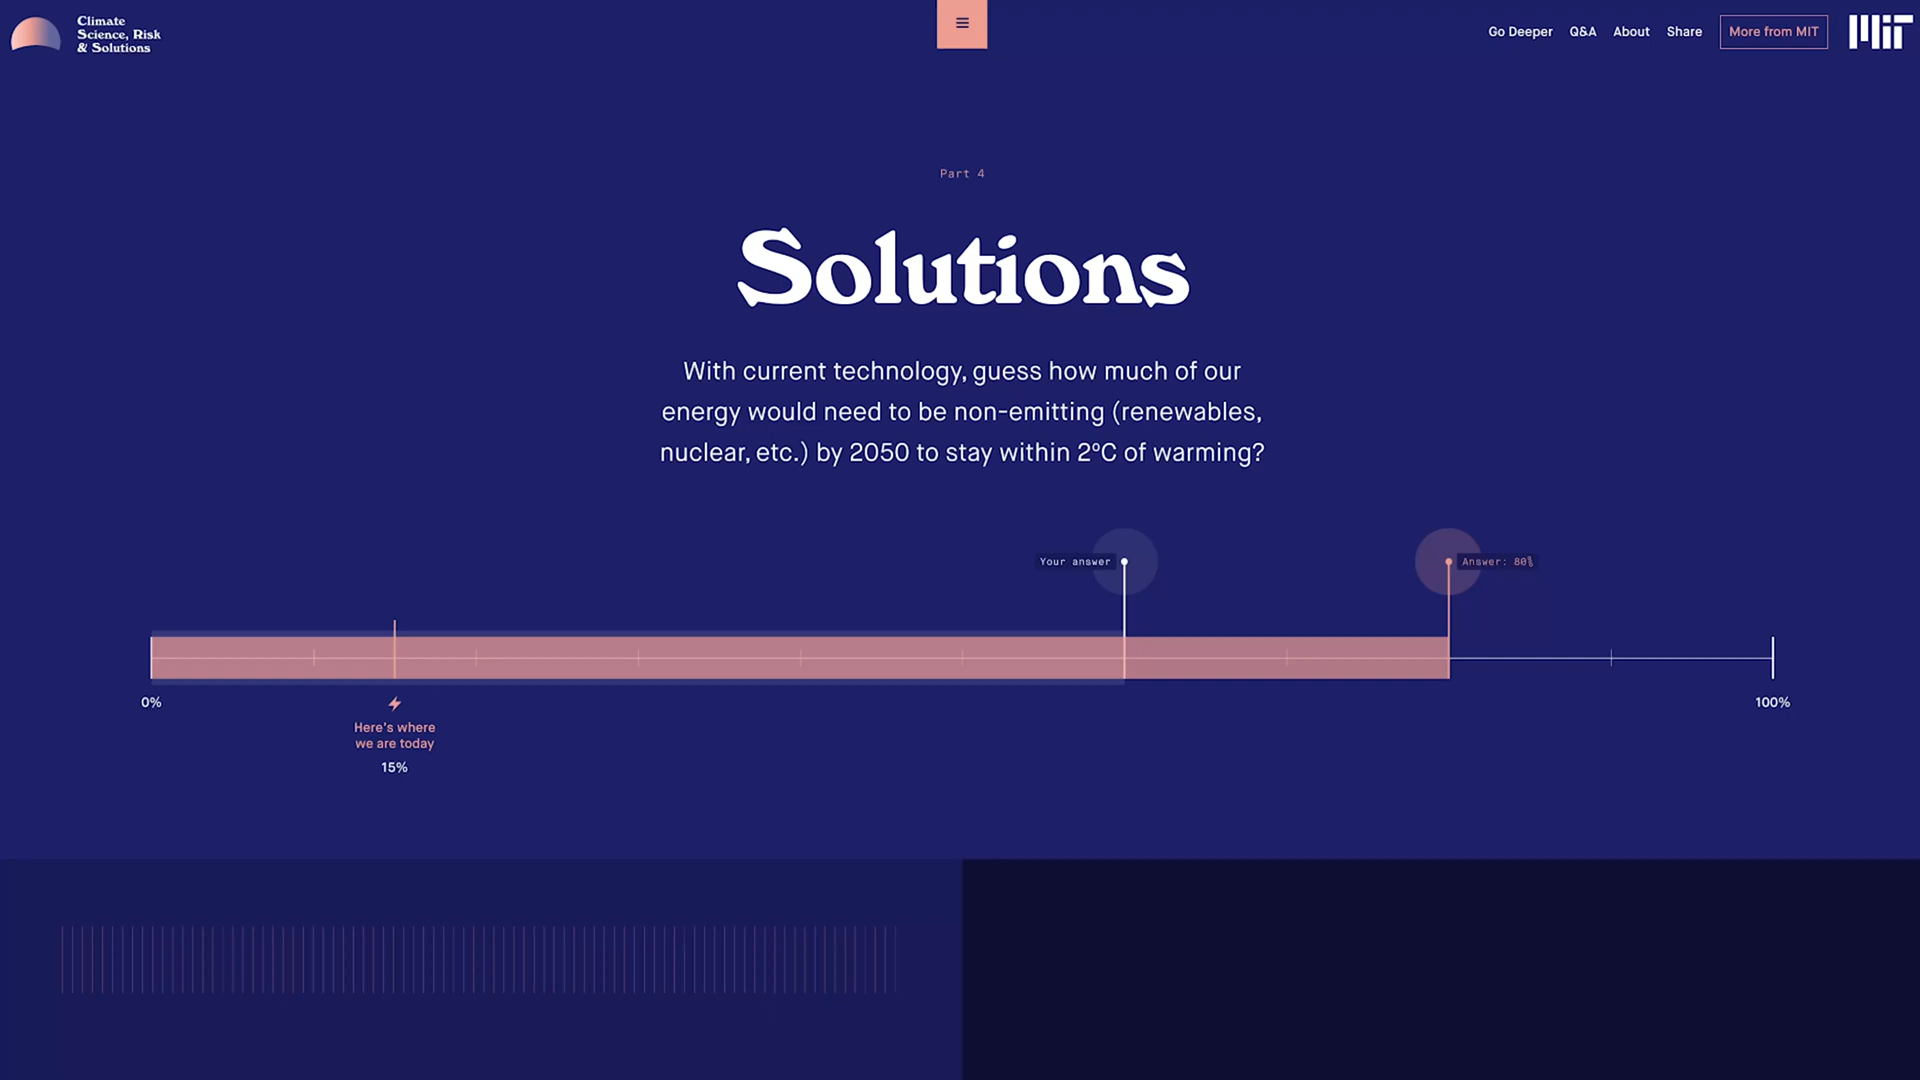 Climate
Science, Risk
& Solutions
Go Deeper
Q&A
About
Share
More from MIT
MIT
Part 4
Solutions
With current technology, guess how much of our
energy would need to be non-emitting (renewables,
nuclear, etc.) by 2050 to stay within 2ºC of warming?
Your answer
Answer: 80%
0%
100%
Here's where
we are today
15%